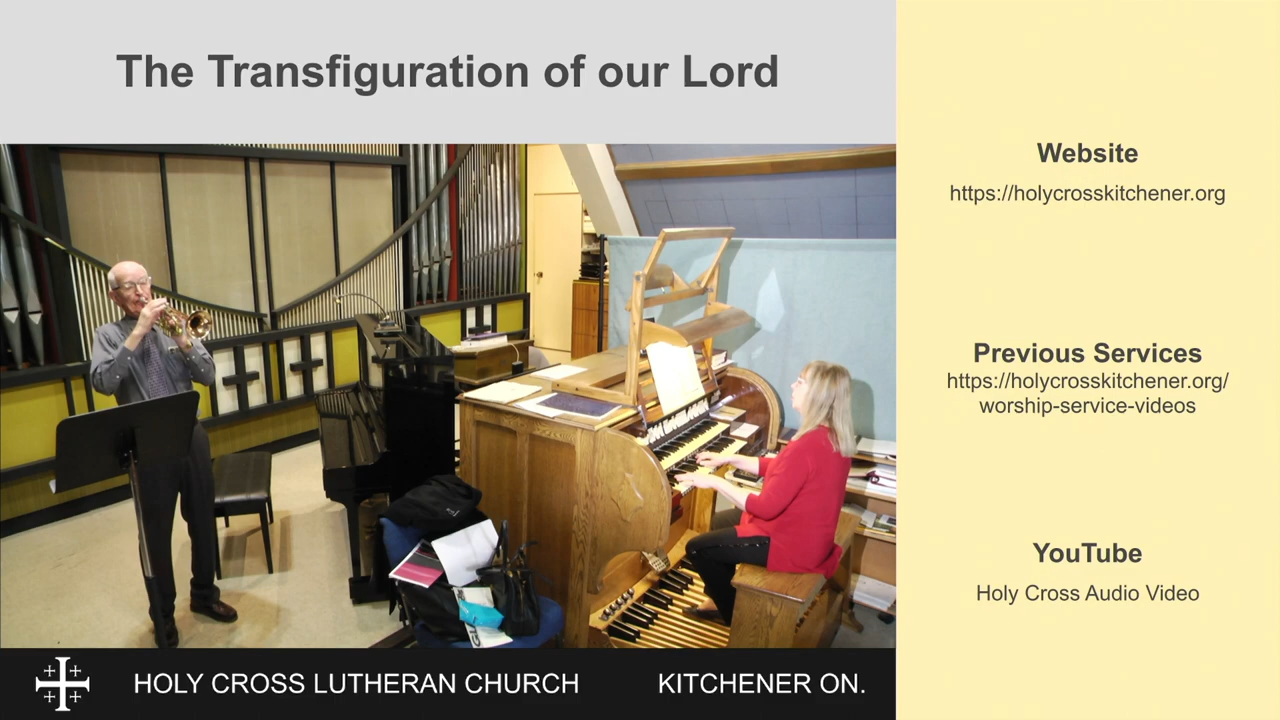 The Transfiguration of our Lord
Website
https://holycrosskitchener.org
Previous Services
https://holycrosskitchener.org/
worship-service-videos
YouTube
Holy Cross Audio Video
HOLY CROSS LUTHERAN CHURCH KITCHENER ON.